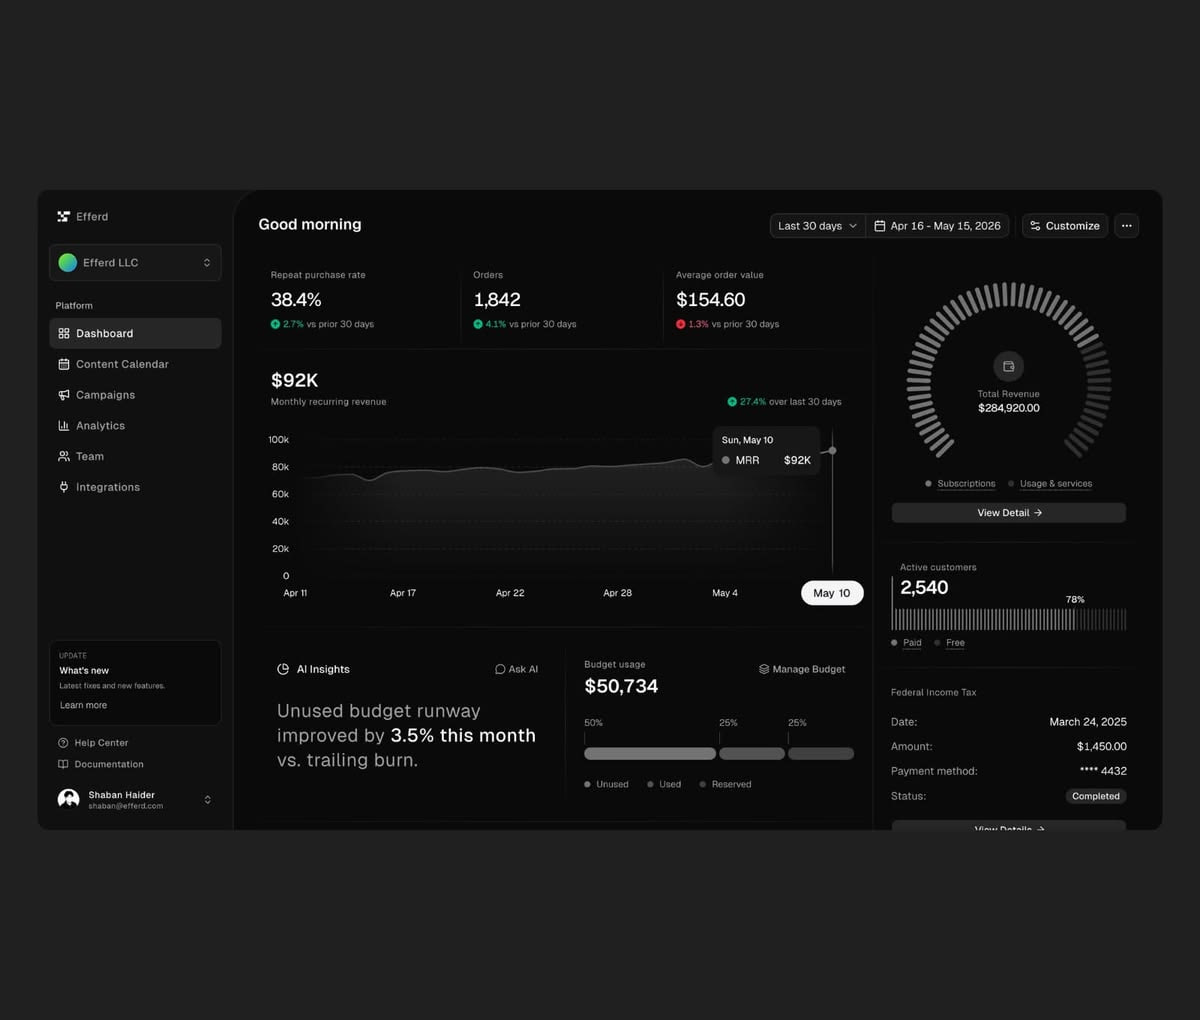 Efferd
Efferd LLC
Platform
Dashboard
Content Calendar
Campaigns
Analytics
Team
Integrations
UPDATE
What's new
Latest fixes and new features.
Learn more
Help Center
Documentation
Shaban Haider
shaban@efferd.com
Good morning
Last 30 days
Apr 16 - May 15, 2026
Customize
Repeat purchase rate
38.4%
2.7% vs prior 30 days
Orders
1,842
4.1% vs prior 30 days
Average order value
$154.60
1.3% vs prior 30 days
$92K
Monthly recurring revenue
27.4% over last 30 days
100k
80k
60k
40k
20k
0
Sun, May 10
MRR $92K
Apr 11
Apr 17
Apr 22
Apr 28
May 4
May 10
AI Insights
Ask AI
Unused budget runway
improved by 3.5% this month
vs. trailing burn.
Budget usage
$50,734
Manage Budget
50%
25%
25%
Unused
Used
Reserved
Total Revenue
$284,920.00
Subscriptions
Usage & services
View Detail →
Active customers
2,540
78%
Paid
Free
Federal Income Tax
Date: March 24, 2025
Amount: $1,450.00
Payment method: **** 4432
Status: Completed
View Details →